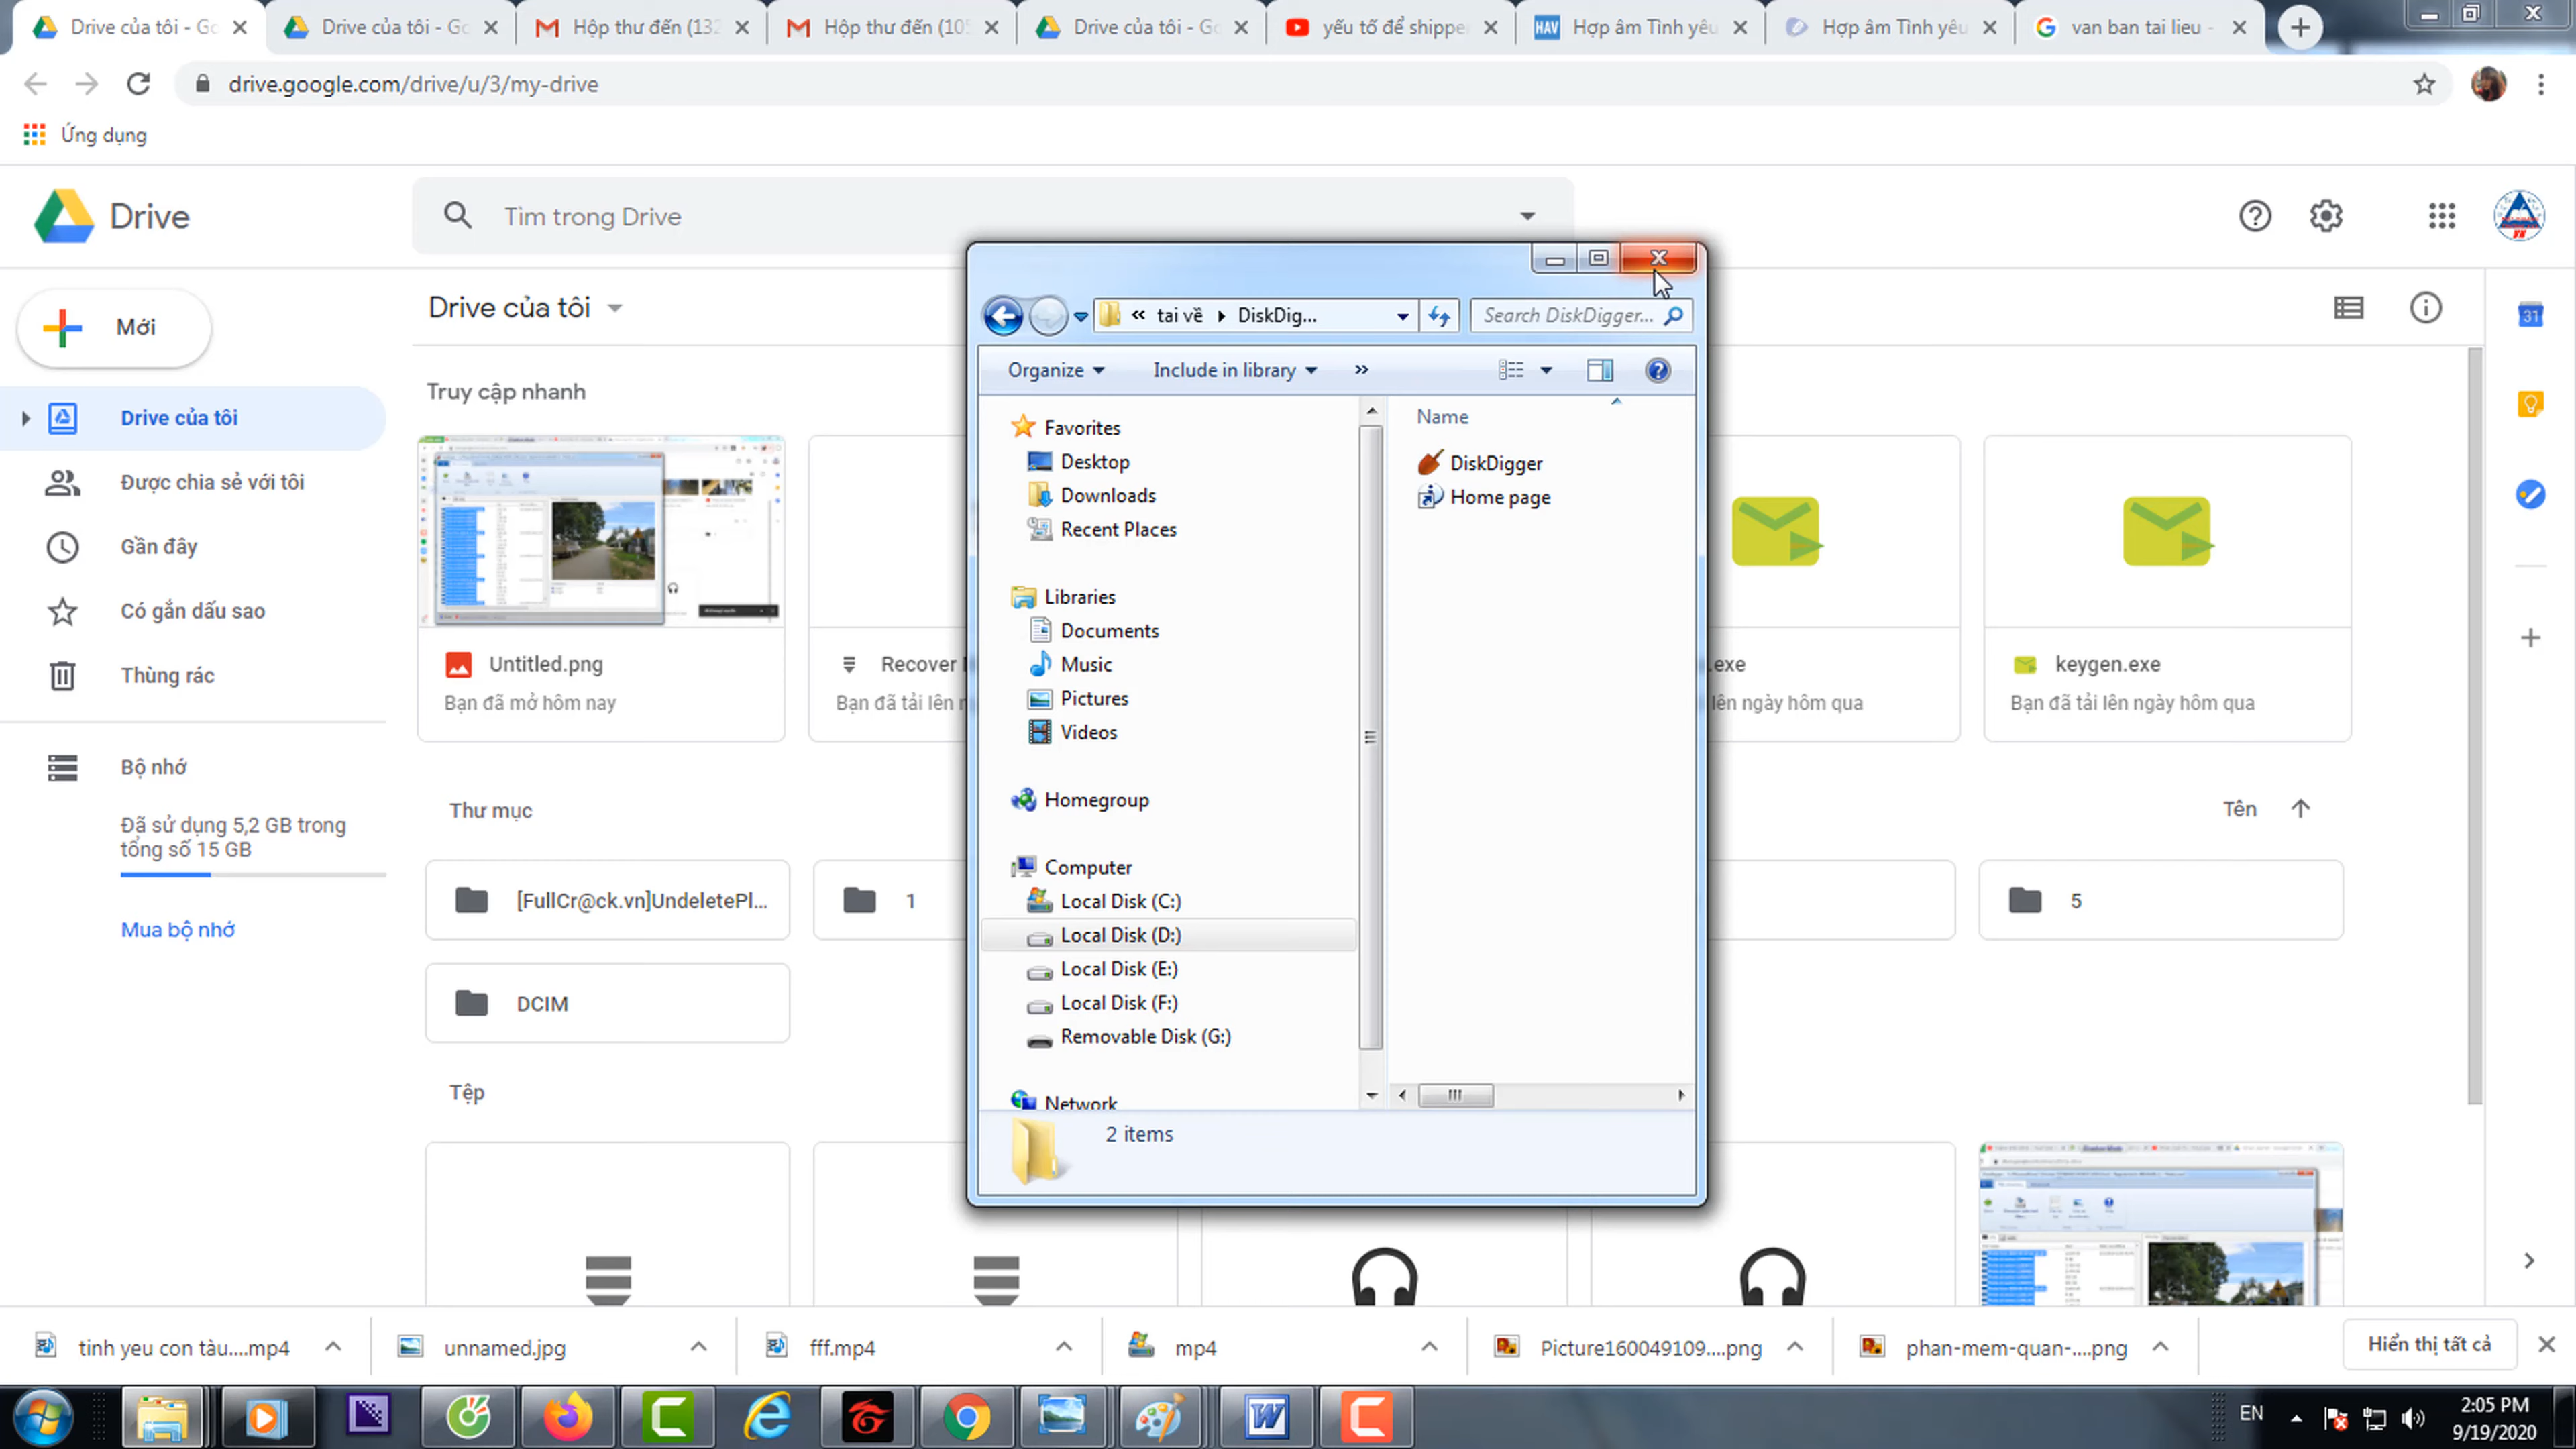 Drive của tôi - Go
Drive của tôi - Go
Hộp thư đến (132
Hộp thư đến (105
Drive của tôi - Go
yếu tố để shippe
HAV
Hợp âm Tình yêu
Hợp âm Tình yêu
van ban tai lieu -
drive.google.com/drive/u/3/my-drive
Ứng dụng
Drive
Tìm trong Drive
Mới
Drive của tôi
Được chia sẻ với tôi
Gần đây
Có gắn dấu sao
Thùng rác
Bộ nhớ
Đã sử dụng 5,2 GB trong
tổng số 15 GB
Mua bộ nhớ
Drive của tôi
Truy cập nhanh
Untitled.png
Bạn đã mở hôm nay
Recover
Bạn đã tải lên n
.exe
lên ngày hôm qua
keygen.exe
Bạn đã tải lên ngày hôm qua
Thư mục
Tên
[FullCr@ck.vn]UndeletePl...
1
5
DCIM
Tệp
31
« tai về ▸ DiskDig...
Search DiskDigger...
Organize
Include in library
»
Favorites
Desktop
Downloads
Recent Places
Libraries
Documents
Music
Pictures
Videos
Homegroup
Computer
Local Disk (C:)
Local Disk (D:)
Local Disk (E:)
Local Disk (F:)
Removable Disk (G:)
Network
Name
DiskDigger
Home page
2 items
tinh yeu con tàu....mp4
unnamed.jpg
fff.mp4
mp4
Picture160049109....png
phan-mem-quan-....png
Hiển thị tất cả
EN
2:05 PM
9/19/2020